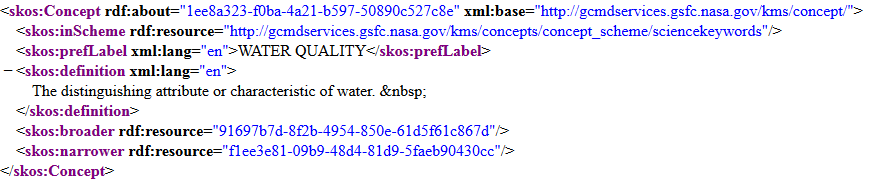 <skos:Concept rdf:about="1ee8a323-f0ba-4a21-b597-50890c527c8e" xml:base="http://gcmdservices.gsfc.nasa.gov/kms/concept/">
<skos:inScheme rdf:resource="http://gcmdservices.gsfc.nasa.gov/kms/concepts/concept_scheme/sciencekeywords"/>
<skos:prefLabel xml:lang="en">WATER QUALITY</skos:prefLabel>
−<skos:definition xml:lang="en">
The distinguishing attribute or characteristic of water. &nbsp;
</skos:definition>
<skos:broader rdf:resource="91697b7d-8f2b-4954-850e-61d5f61c867d"/>
<skos:narrower rdf:resource="f1ee3e81-09b9-48d4-81d9-5faeb90430cc"/>
</skos:Concept>